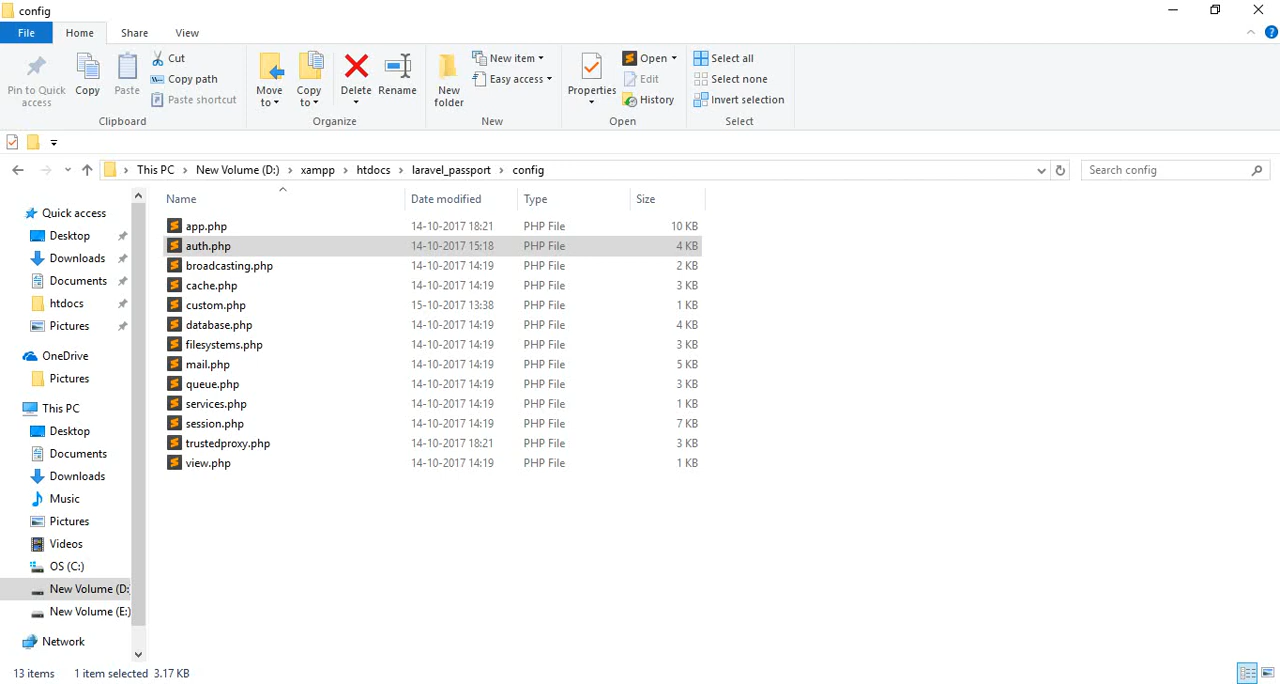 config
File Home Share View
Pin to Quick access
Copy
Paste
Cut
Copy path
Paste shortcut
Clipboard
Move to
Copy to
Delete
Rename
Organize
New folder
New item
Easy access
New
Properties
Open
Edit
History
Open
Select all
Select none
Invert selection
Select
This PC › New Volume (D:) › xampp › htdocs › laravel_passport › config
Search config
Name Date modified Type Size
app.php 14-10-2017 18:21 PHP File 10 KB
auth.php 14-10-2017 15:18 PHP File 4 KB
broadcasting.php 14-10-2017 14:19 PHP File 2 KB
cache.php 14-10-2017 14:19 PHP File 3 KB
custom.php 15-10-2017 13:38 PHP File 1 KB
database.php 14-10-2017 14:19 PHP File 4 KB
filesystems.php 14-10-2017 14:19 PHP File 3 KB
mail.php 14-10-2017 14:19 PHP File 5 KB
queue.php 14-10-2017 14:19 PHP File 3 KB
services.php 14-10-2017 14:19 PHP File 1 KB
session.php 14-10-2017 14:19 PHP File 7 KB
trustedproxy.php 14-10-2017 18:21 PHP File 3 KB
view.php 14-10-2017 14:19 PHP File 1 KB
Quick access
Desktop
Downloads
Documents
htdocs
Pictures
OneDrive
Pictures
This PC
Desktop
Documents
Downloads
Music
Pictures
Videos
OS (C:)
New Volume (D:
New Volume (E:)
Network
13 items 1 item selected 3.17 KB